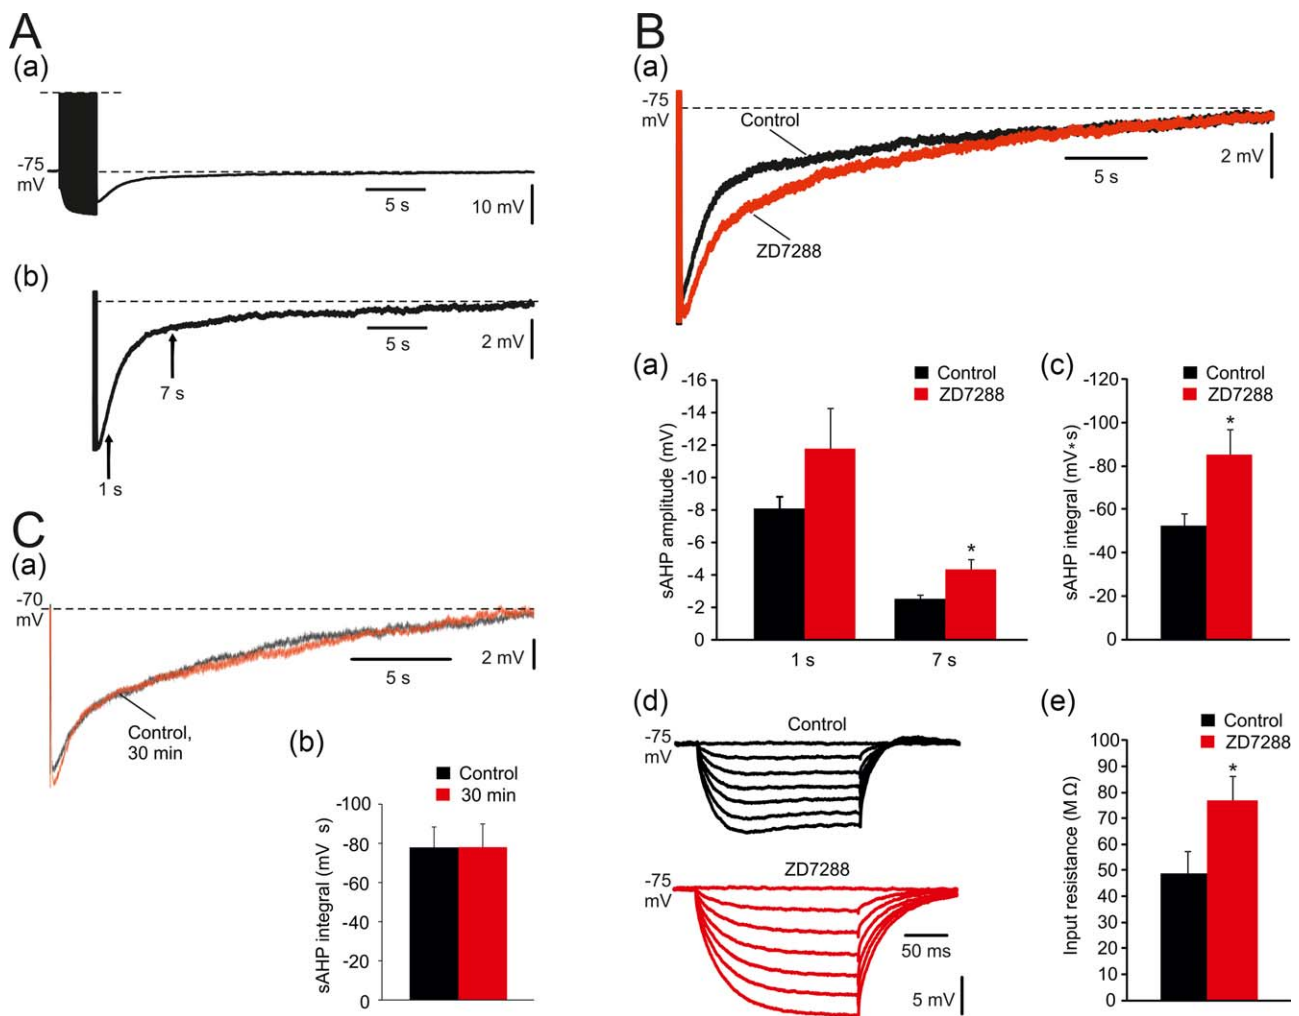 A
(a)
-75
mV
5 s
10 mV
(b)
5 s
2 mV
7 s
1 s
B
(a)
-75
mV
Control
ZD7288
5 s
2 mV
(a)
Control
ZD7288
sAHP amplitude (mV)
-16
-14
-12
-10
-8
-6
-4
-2
0
*
1 s
7 s
(c)
Control
ZD7288
sAHP integral (mV*s)
-120
-100
-80
-60
-40
-20
0
*
C
(a)
-70
mV
5 s
2 mV
Control,
30 min
(b)
Control
30 min
sAHP integral (mV s)
-100
-80
-60
-40
-20
0
(d)
Control
-75
mV
ZD7288
-75
mV
50 ms
5 mV
(e)
Control
ZD7288
Input resistance (M Ω)
100
90
80
70
60
50
40
30
20
10
0
*